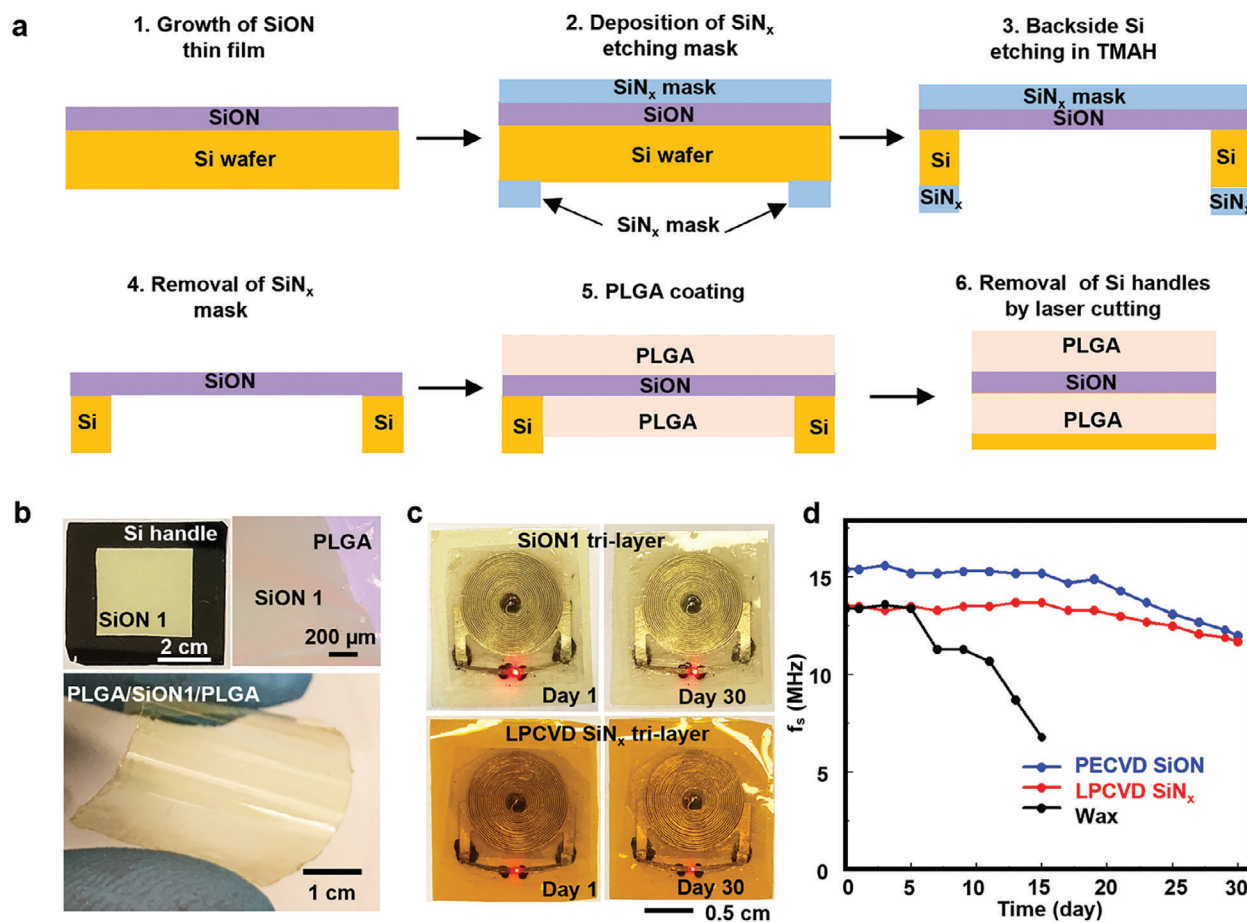 a
1. Growth of SiON
thin film
SiON
Si wafer
2. Deposition of SiNx
etching mask
SiNx mask
SiON
Si wafer
SiNx mask
3. Backside Si
etching in TMAH
SiNx mask
SiON
Si
Si
SiNx
SiNx
4. Removal of SiNx
mask
SiON
Si
Si
5. PLGA coating
PLGA
SiON
Si
PLGA
Si
6. Removal of Si handles
by laser cutting
PLGA
SiON
PLGA
b
Si handle
SiON 1
2 cm
PLGA
SiON 1
200 µm
PLGA/SiON1/PLGA
1 cm
c
SiON1 tri-layer
Day 1
Day 30
LPCVD SiNx tri-layer
Day 1
Day 30
0.5 cm
d
fs (MHz)
15
10
5
0
PECVD SiON
LPCVD SiNx
Wax
0 5 10 15 20 25 30
Time (day)